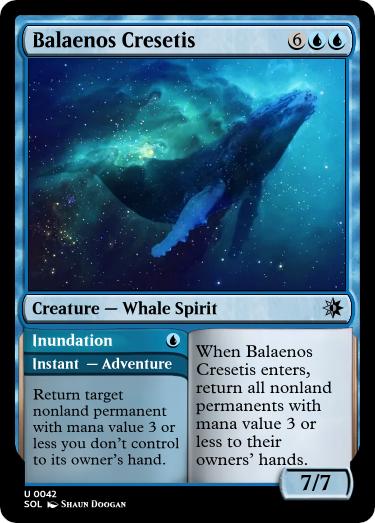 Balaenos Cresetis 6
Creature — Whale Spirit
Inundation
Instant — Adventure
Return target
nonland permanent
with mana value 3 or
less you don't control
to its owner's hand.
When Balaenos
Cresetis enters,
return all nonland
permanents with
mana value 3 or
less to their
owners' hands.
7/7
U 0042
SOL Shaun Doogan